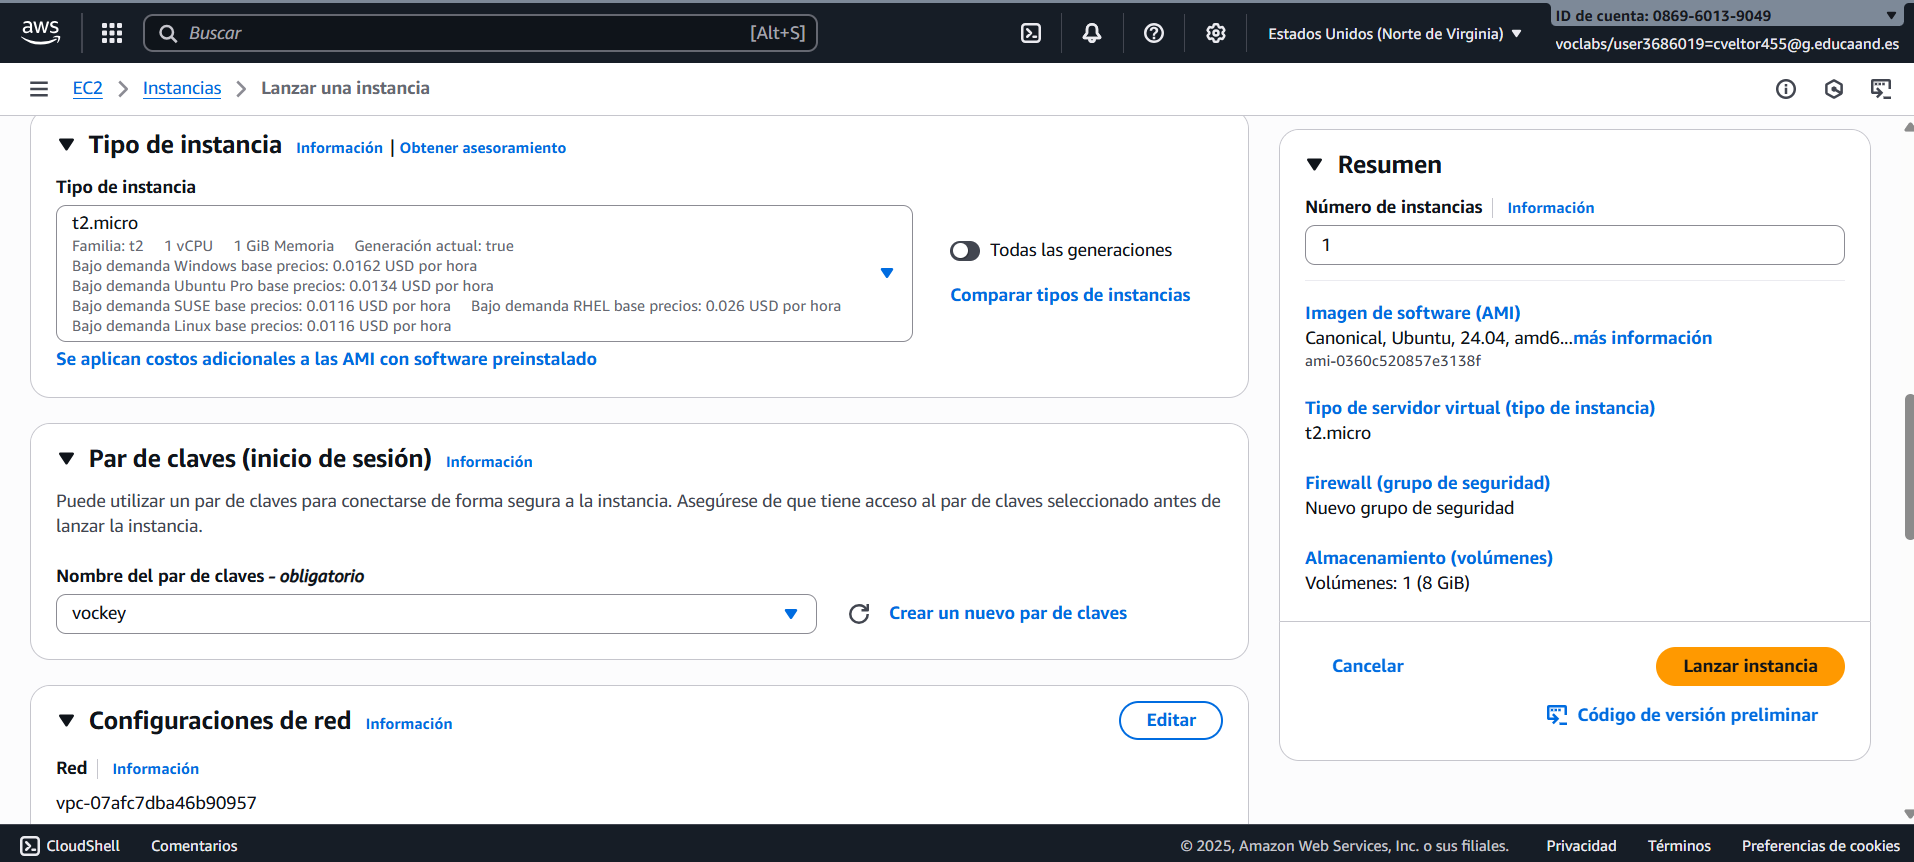 aws
Buscar
[Alt+S]
Estados Unidos (Norte de Virginia)
ID de cuenta: 0869-6013-9049
voclabs/user3686019=cveltor455@g.educaand.es
EC2
Instancias
Lanzar una instancia
Tipo de instancia
Información | Obtener asesoramiento
Tipo de instancia
t2.micro
Familia: t2 1 vCPU 1 GiB Memoria Generación actual: true
Bajo demanda Windows base precios: 0.0162 USD por hora
Bajo demanda Ubuntu Pro base precios: 0.0134 USD por hora
Bajo demanda SUSE base precios: 0.0116 USD por hora Bajo demanda RHEL base precios: 0.026 USD por hora
Bajo demanda Linux base precios: 0.0116 USD por hora
Todas las generaciones
Comparar tipos de instancias
Se aplican costos adicionales a las AMI con software preinstalado
Par de claves (inicio de sesión)
Información
Puede utilizar un par de claves para conectarse de forma segura a la instancia. Asegúrese de que tiene acceso al par de claves seleccionado antes de
lanzar la instancia.
Nombre del par de claves - obligatorio
vockey
Crear un nuevo par de claves
Configuraciones de red
Información
Editar
Red
Información
vpc-07afc7dba46b90957
Resumen
Número de instancias
Información
1
Imagen de software (AMI)
Canonical, Ubuntu, 24.04, amd6...más información
ami-0360c520857e3138f
Tipo de servidor virtual (tipo de instancia)
t2.micro
Firewall (grupo de seguridad)
Nuevo grupo de seguridad
Almacenamiento (volúmenes)
Volúmenes: 1 (8 GiB)
Cancelar
Lanzar instancia
Código de versión preliminar
CloudShell
Comentarios
© 2025, Amazon Web Services, Inc. o sus filiales.
Privacidad
Términos
Preferencias de cookies